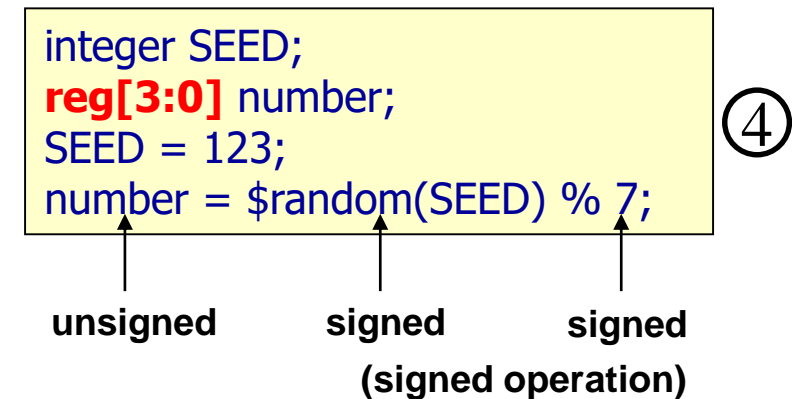 integer SEED;
reg[3:0] number;
SEED = 123;
number = $random(SEED) % 7;
④
unsigned signed signed
(signed operation)